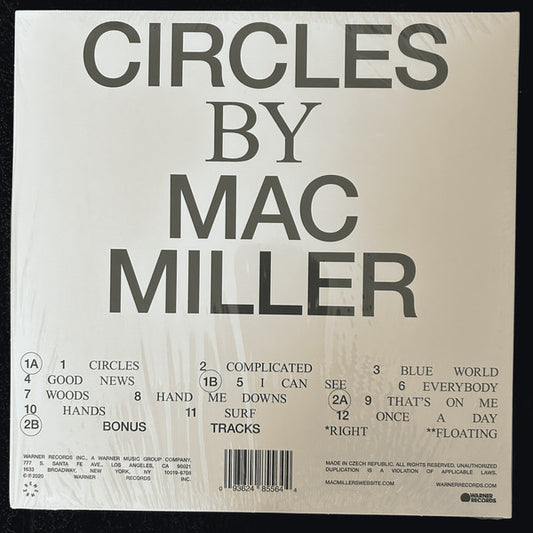 CIRCLES
BY
MAC
MILLER
1A 1 CIRCLES 2 COMPLICATED 3 BLUE WORLD
4 GOOD NEWS 1B 5 I CAN SEE 6 EVERYBODY
7 WOODS 8 HAND ME DOWNS 2A 9 THAT'S ON ME
10 HANDS 11 SURF 12 ONCE A DAY
2B BONUS TRACKS *RIGHT **FLOATING
WARNER RECORDS INC., A WARNER MUSIC GROUP COMPANY,
777 S. SANTA FE AVE., LOS ANGELES, CA 90021
1633 BROADWAY, NEW YORK, NY 10019-6708
℗©2020 WARNER RECORDS INC.
0 93624 85564 4
MADE IN CZECH REPUBLIC. ALL RIGHTS RESERVED. UNAUTHORIZED
DUPLICATION IS A VIOLATION OF APPLICABLE LAWS.
MACMILLERSWEBSITE.COM WARNERRECORDS.COM
WARNER
RECORDS